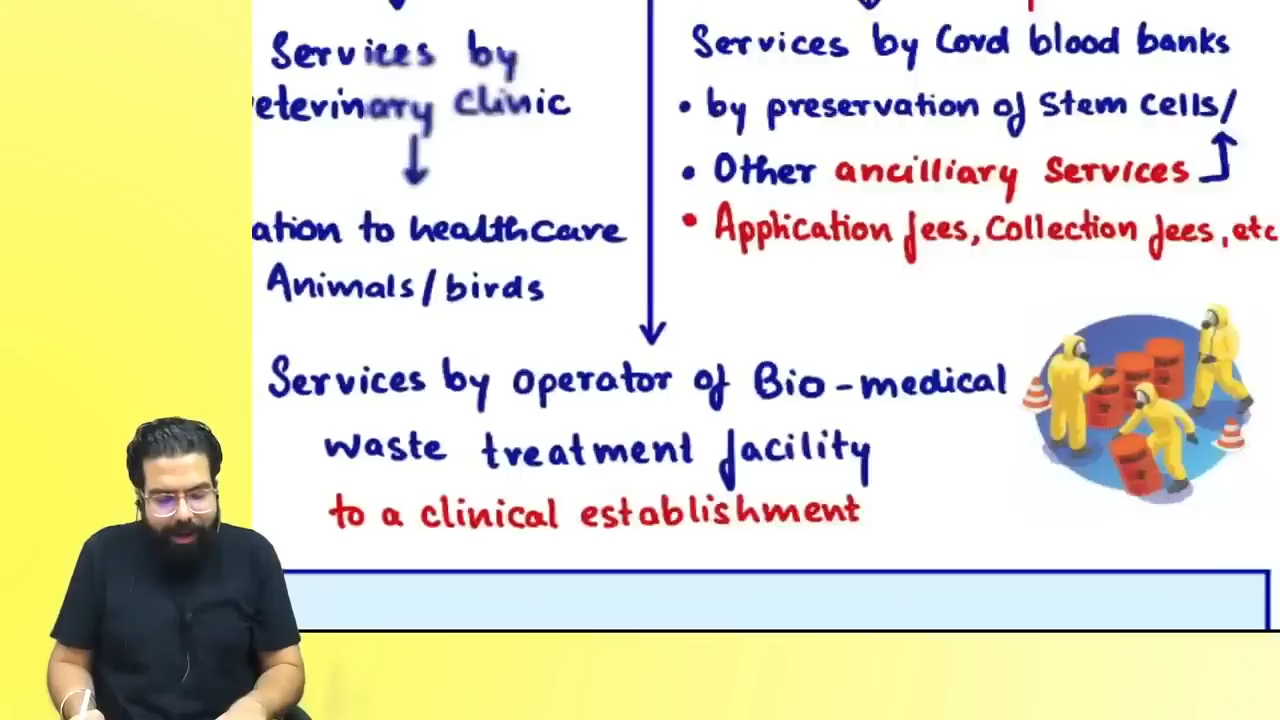 Services by
veterinary clinic
ation to healthcare
Animals/birds
Services by Cord blood banks
• by preservation of Stem cells/
• Other ancilliary services
• Application fees, Collection fees, etc
Services by operator of Bio-medical
waste treatment facility
to a clinical establishment